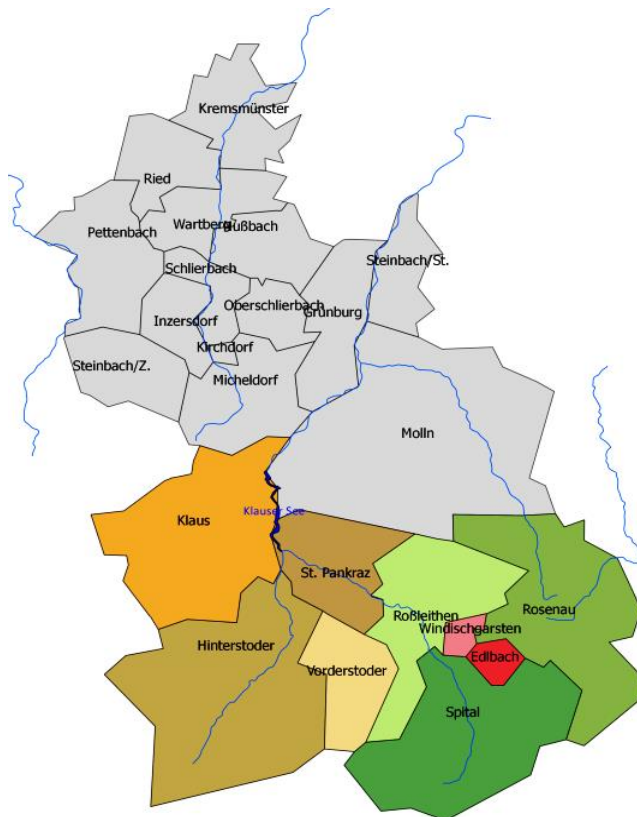 Kremsmünster
Ried
Wartberg
Nußbach
Pettenbach
Steinbach/St.
Schlierbach
Oberschlierbach
Grünburg
Inzersdorf
Kirchdorf
Steinbach/Z.
Micheldorf
Molln
Klauser See
Klaus
St. Pankraz
Roßleithen
Rosenau
Windischgarsten
Hinterstoder
Vorderstoder
Edlbach
Spital